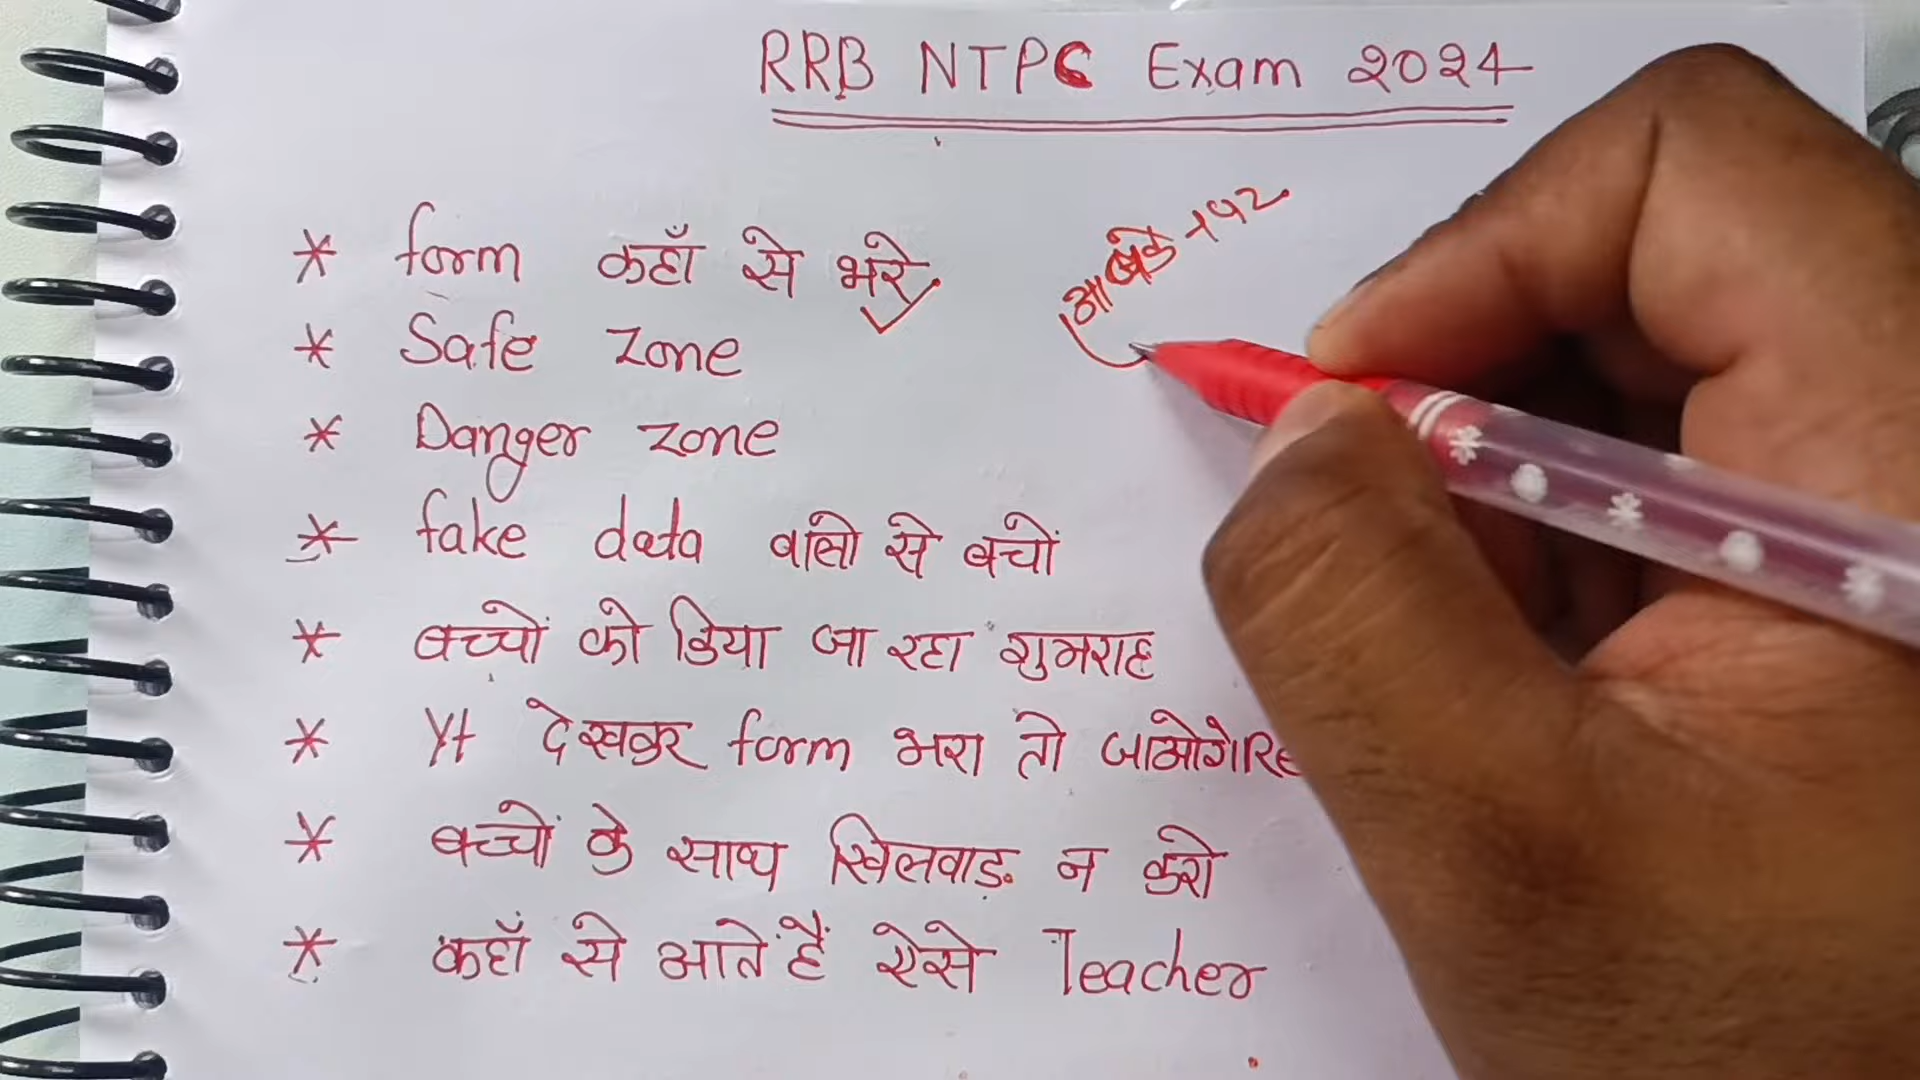 RRB NTPC Exam 2024
* form कहाँ से भरे
* Safe zone
* Danger zone
* fake data वालो से बचों
* बच्चों को किया जा रहा गुमराह
* Yt देखकर form भरा तो जाओगे
* बच्चों के साथ खिलवाड़ न करो
* कहाँ से आते हैं ऐसे Teacher